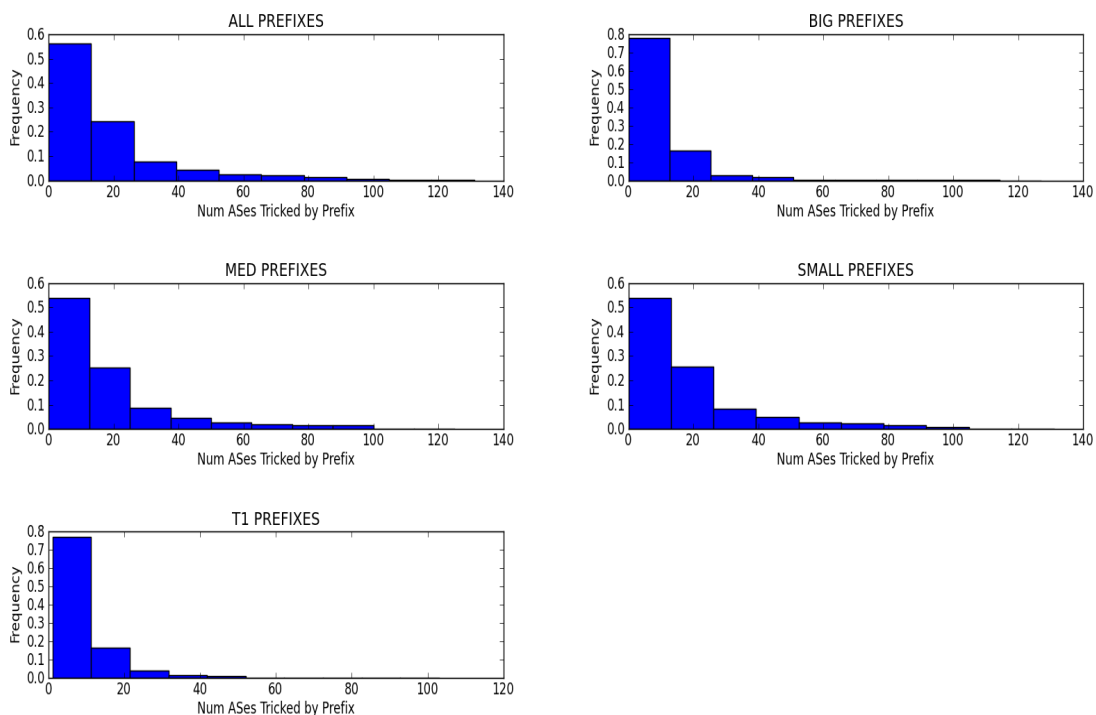 ALL PREFIXES
0.6
0.5
0.4
0.3
0.2
0.1
0.0
Frequency
0 20 40 60 80 100 120 140
Num ASes Tricked by Prefix
BIG PREFIXES
0.8
0.7
0.6
0.5
0.4
0.3
0.2
0.1
0.0
Frequency
0 20 40 60 80 100 120 140
Num ASes Tricked by Prefix
MED PREFIXES
0.6
0.5
0.4
0.3
0.2
0.1
0.0
Frequency
0 20 40 60 80 100 120 140
Num ASes Tricked by Prefix
SMALL PREFIXES
0.6
0.5
0.4
0.3
0.2
0.1
0.0
Frequency
0 20 40 60 80 100 120 140
Num ASes Tricked by Prefix
T1 PREFIXES
0.8
0.7
0.6
0.5
0.4
0.3
0.2
0.1
0.0
Frequency
0 20 40 60 80 100 120
Num ASes Tricked by Prefix